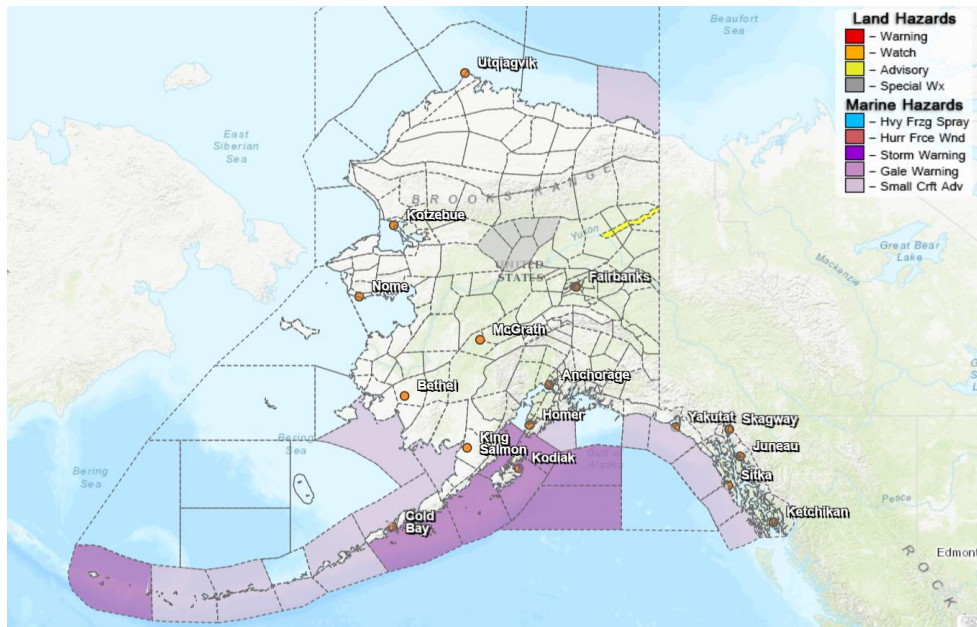 Beaufort
Sea
Land Hazards
– Warning
– Watch
– Advisory
– Special Wx
Marine Hazards
– Hvy Frzg Spray
– Hurr Frce Wnd
– Storm Warning
– Gale Warning
– Small Crft Adv
Utqiagvik
East
Siberian
Sea
BROOKS RANGE
Kotzebue
Yukon
Great Bear
Lake
Mackenzie
UNITED
STATES
Fairbanks
Nome
McGrath
Anchorage
Bethel
Homer
Yakutat
Skagway
Bering
Sea
King
Salmon
Kodiak
Gulf of
Alaska
Juneau
Bering
Sea
Sitka
Peace
Cold
Bay
Ketchikan
Edmont
ROCK